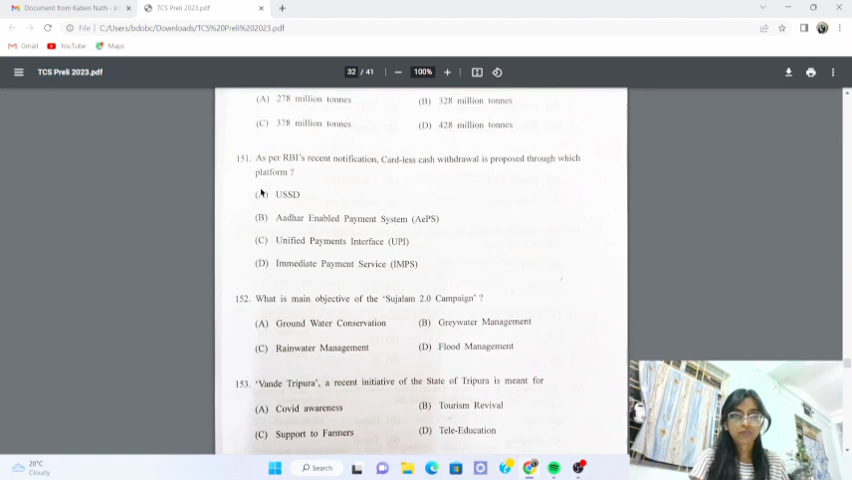 Document from Kaben Nath - 
TCS Preli 2023.pdf
File C:/Users/bdobc/Downloads/TCS%20Preli%202023.pdf
Gmail YouTube Maps
TCS Preli 2023.pdf 32 / 41 100%
(A) 278 million tonnes (B) 328 million tonnes
(C) 378 million tonnes (D) 428 million tonnes
151. As per RBI's recent notification, Card-less cash withdrawal is proposed through which
platform ?
(A) USSD
(B) Aadhar Enabled Payment System (AePS)
(C) Unified Payments Interface (UPI)
(D) Immediate Payment Service (IMPS)
152. What is main objective of the 'Sujalam 2.0 Campaign' ?
(A) Ground Water Conservation (B) Greywater Management
(C) Rainwater Management (D) Flood Management
153. 'Vande Tripura', a recent initiative of the State of Tripura is meant for
(A) Covid awareness (B) Tourism Revival
(C) Support to Farmers (D) Tele-Education
20°C
Cloudy
Search